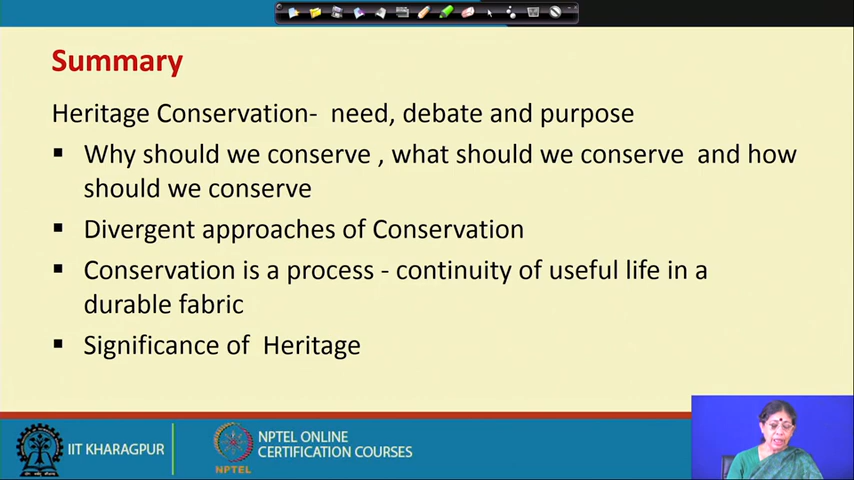 Summary
Heritage Conservation- need, debate and purpose
▪ Why should we conserve , what should we conserve and how
should we conserve
▪ Divergent approaches of Conservation
▪ Conservation is a process - continuity of useful life in a
durable fabric
▪ Significance of Heritage
IIT KHARAGPUR
NPTEL
NPTEL ONLINE
CERTIFICATION COURSES